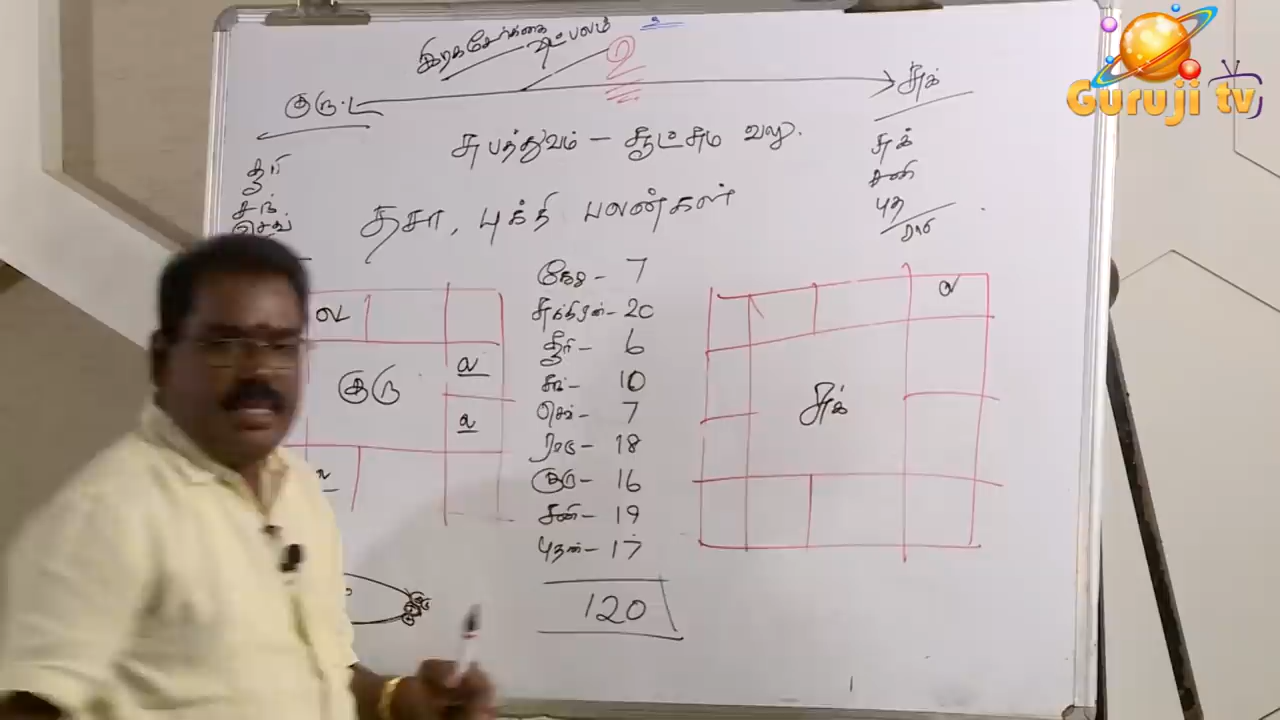 Guruji tv
குரு
சுக்
சுபத்துவம் - சூட்சும வலு.
சூரி
சுக்
சனி
சந்
புத
செவ்
ராகு
தசா, புக்தி பலன்கள்
கேது - 7
சுக்கிரன் - 20
சூரி - 6
சந் - 10
செவ் - 7
ராகு - 18
குரு - 16
சனி - 19
புதன் - 17
120
ல
குரு
ல
ல
ல
சுக்